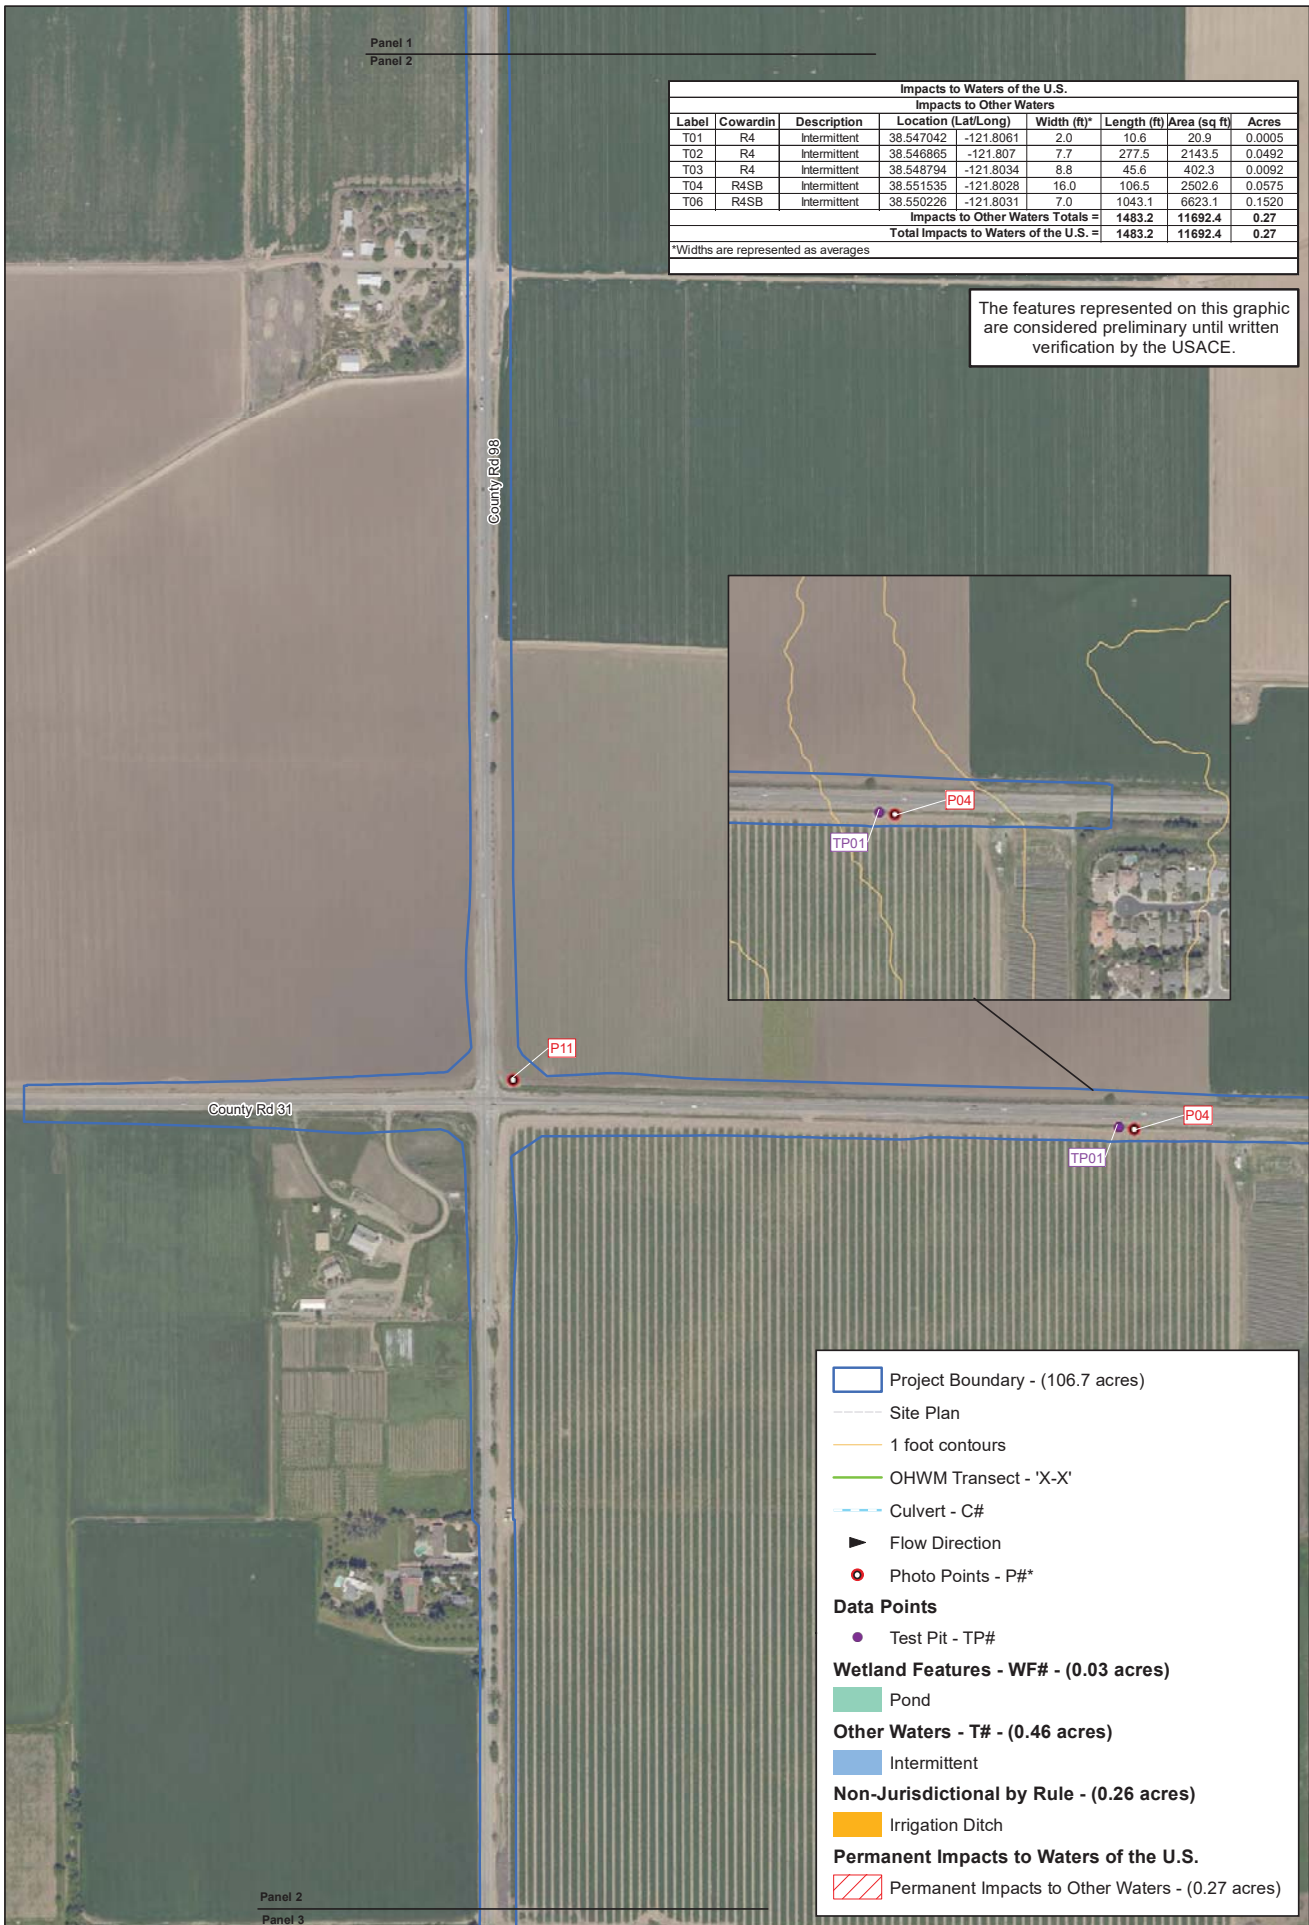 Panel 1
Panel 2
Impacts to Waters of the U.S.
Impacts to Other Waters
Label Cowardin Description Location (Lat/Long) Width (ft)* Length (ft) Area (sq ft) Acres
T01 R4 Intermittent 38.547042 -121.8061 2.0 10.6 20.9 0.0005
T02 R4 Intermittent 38.546865 -121.807 7.7 277.5 2143.5 0.0492
T03 R4 Intermittent 38.548794 -121.8034 8.8 45.6 402.3 0.0092
T04 R4SB Intermittent 38.551535 -121.8028 16.0 106.5 2502.6 0.0575
T06 R4SB Intermittent 38.550226 -121.8031 7.0 1043.1 6623.1 0.1520
Impacts to Other Waters Totals = 1483.2 11692.4 0.27
Total Impacts to Waters of the U.S. = 1483.2 11692.4 0.27
*Widths are represented as averages
The features represented on this graphic
are considered preliminary until written
verification by the USACE.
County Rd 98
P04
TP01
P11
County Rd 31
P04
TP01
Project Boundary - (106.7 acres)
Site Plan
1 foot contours
OHWM Transect - 'X-X'
Culvert - C#
Flow Direction
Photo Points - P#*
Data Points
Test Pit - TP#
Wetland Features - WF# - (0.03 acres)
Pond
Other Waters - T# - (0.46 acres)
Intermittent
Non-Jurisdictional by Rule - (0.26 acres)
Irrigation Ditch
Permanent Impacts to Waters of the U.S.
Permanent Impacts to Other Waters - (0.27 acres)
Panel 2
Panel 3